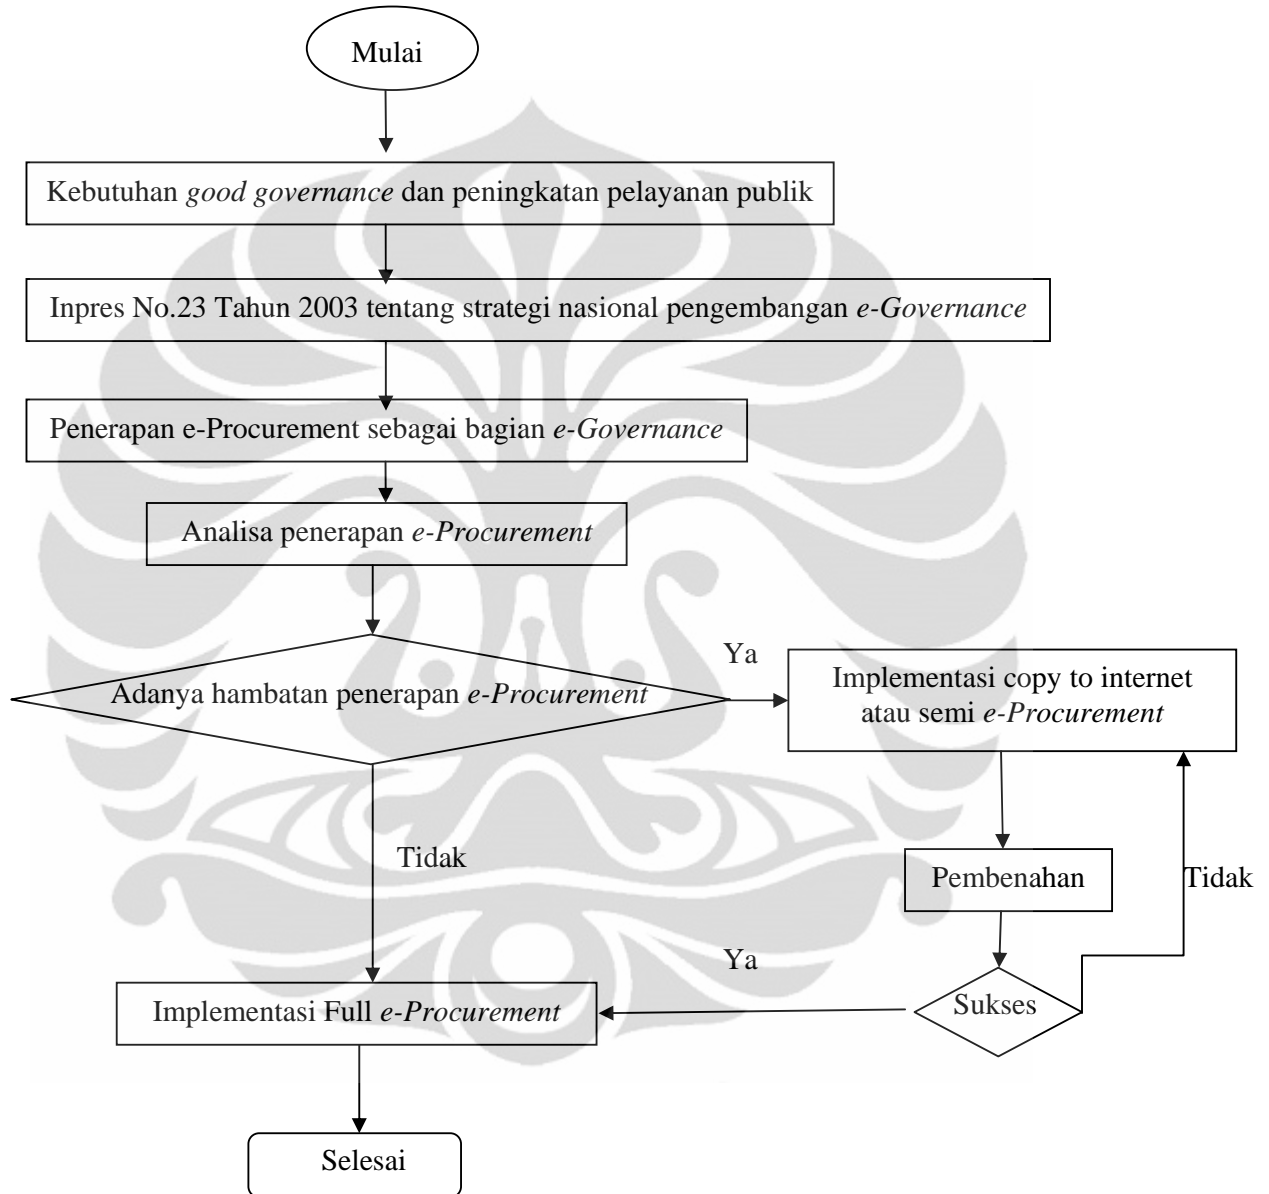 Mulai
Kebutuhan good governance dan peningkatan pelayanan publik
Inpres No.23 Tahun 2003 tentang strategi nasional pengembangan e-Governance
Penerapan e-Procurement sebagai bagian e-Governance
Analisa penerapan e-Procurement
Adanya hambatan penerapan e-Procurement
Ya
Implementasi copy to internet
atau semi e-Procurement
Tidak
Pembenahan
Tidak
Ya
Sukses
Implementasi Full e-Procurement
Selesai